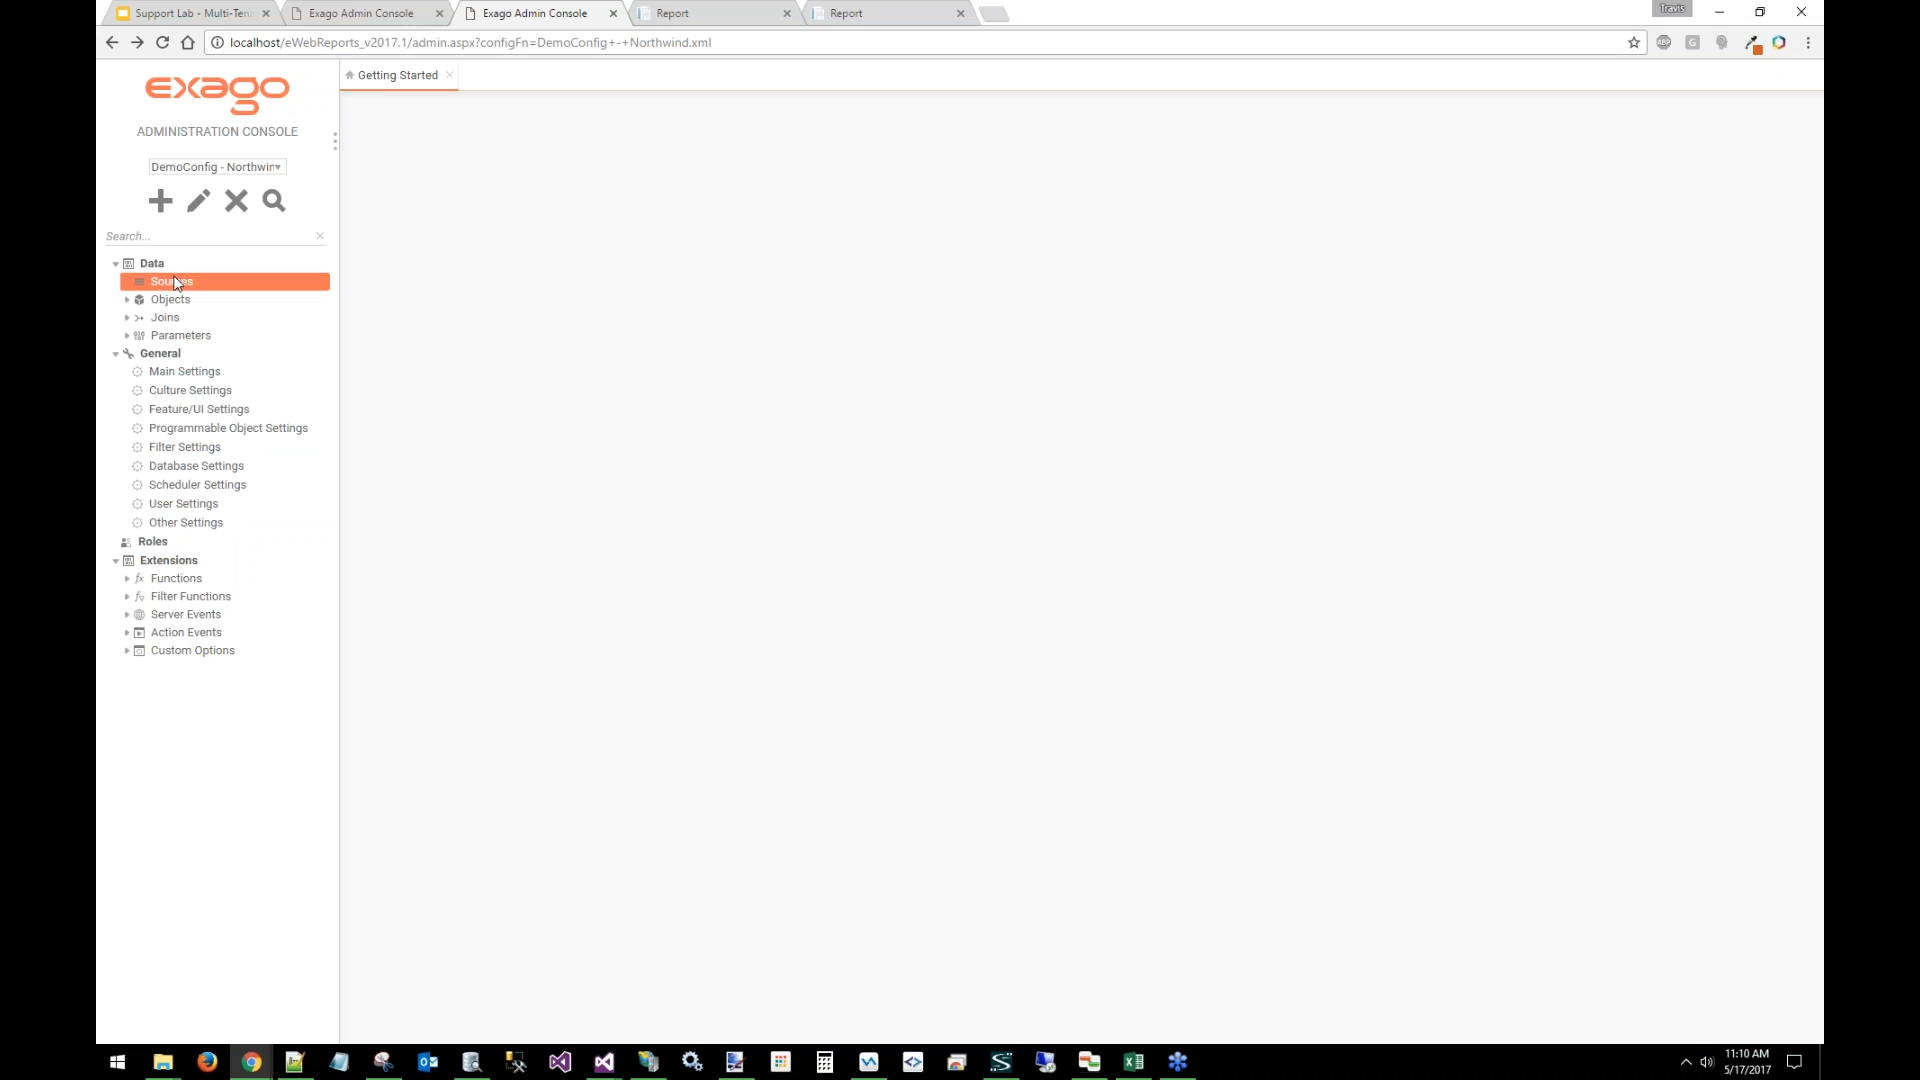 Support Lab - Multi-Ten
Exago Admin Console
Exago Admin Console
Report
Report
Travis
localhost/eWebReports_v2017.1/admin.aspx?configFn=DemoConfig+-+Northwind.xml
exago
Getting Started
ADMINISTRATION CONSOLE
DemoConfig - Northwin
Search...
Data
Sources
Objects
Joins
Parameters
General
Main Settings
Culture Settings
Feature/UI Settings
Programmable Object Settings
Filter Settings
Database Settings
Scheduler Settings
User Settings
Other Settings
Roles
Extensions
Functions
Filter Functions
Server Events
Action Events
Custom Options
11:10 AM
5/17/2017